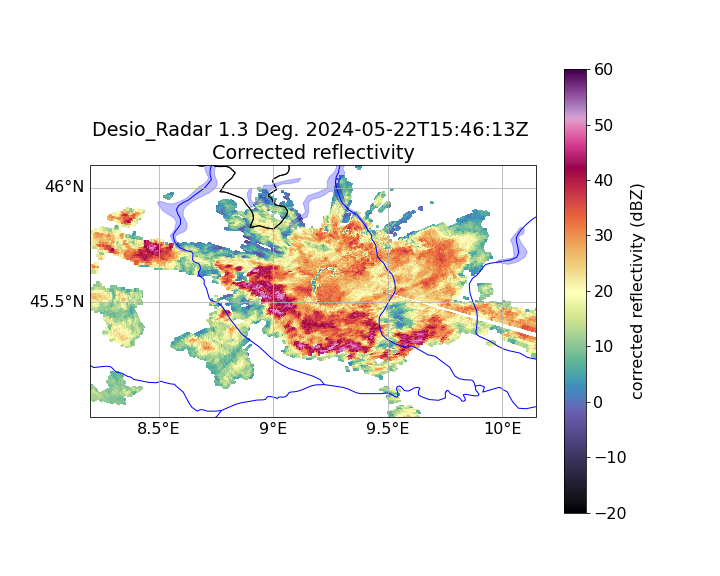 Desio_Radar 1.3 Deg. 2024-05-22T15:46:13Z
Corrected reflectivity
46°N
45.5°N
8.5°E
9°E
9.5°E
10°E
60
50
40
30
20
10
0
−10
−20
corrected reflectivity (dBZ)